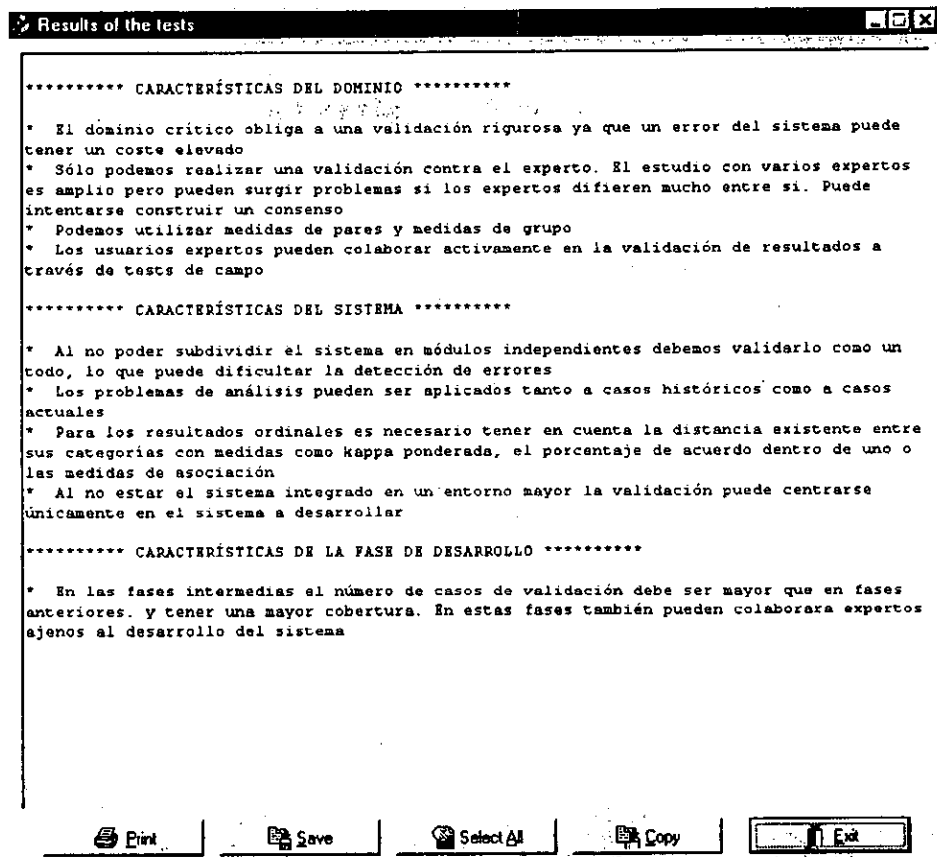 Results of the tests
********** CARACTERÍSTICAS DEL DOMINIO **********
* El dominio crítico obliga a una validación rigurosa ya que un error del sistema puede
tener un coste elevado
* Sólo podemos realizar una validación contra el experto. El estudio con varios expertos
es amplio pero pueden surgir problemas si los expertos difieren mucho entre si. Puede
intentarse construir un consenso
* Podemos utilizar medidas de pares y medidas de grupo
* Los usuarios expertos pueden colaborar activamente en la validación de resultados a
través de tests de campo
********** CARACTERÍSTICAS DEL SISTEMA **********
* Al no poder subdividir el sistema en módulos independientes debemos validarlo como un
todo, lo que puede dificultar la detección de errores
* Los problemas de análisis pueden ser aplicados tanto a casos históricos como a casos
actuales
* Para los resultados ordinales es necesario tener en cuenta la distancia existente entre
sus categorías con medidas como kappa ponderada, el porcentaje de acuerdo dentro de uno o
las medidas de asociación
* Al no estar el sistema integrado en un entorno mayor la validación puede centrarse
únicamente en el sistema a desarrollar
********** CARACTERÍSTICAS DE LA FASE DE DESARROLLO **********
* En las fases intermedias el número de casos de validación debe ser mayor que en fases
anteriores. y tener una mayor cobertura. En estas fases también pueden colaborara expertos
ajenos al desarrollo del sistema
Print Save Select All Copy Exit